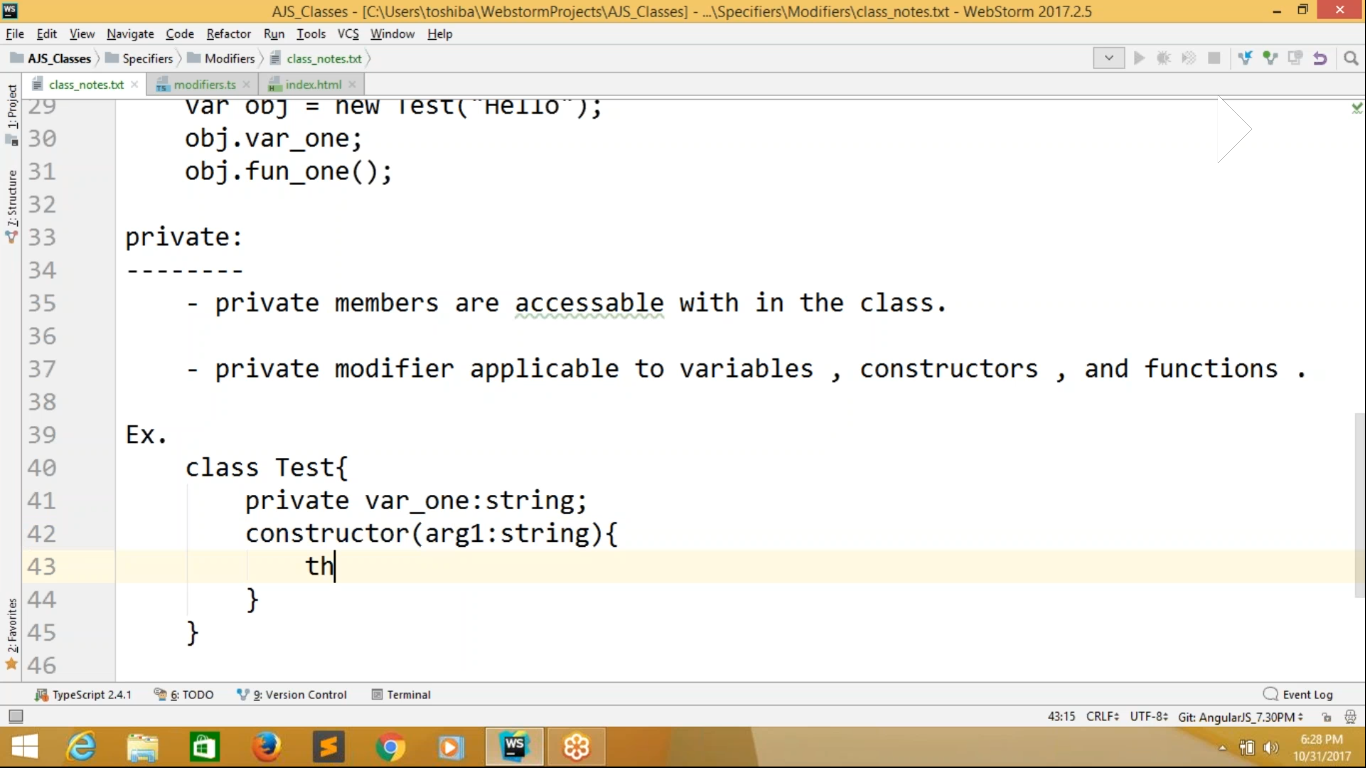 AJS_Classes - [C:\Users\toshiba\WebstormProjects\AJS_Classes] - ...\Specifiers\Modifiers\class_notes.txt - WebStorm 2017.2.5
File Edit View Navigate Code Refactor Run Tools VCS Window Help
AJS_Classes Specifiers Modifiers class_notes.txt
class_notes.txt modifiers.ts index.html
1: Project
7: Structure
2: Favorites
29 var obj = new Test("Hello");
30 obj.var_one;
31 obj.fun_one();
32
33 private:
34 --------
35 - private members are accessable with in the class.
36
37 - private modifier applicable to variables , constructors , and functions .
38
39 Ex.
40 class Test{
41 private var_one:string;
42 constructor(arg1:string){
43 th
44 }
45 }
46
TypeScript 2.4.1 6: TODO 9: Version Control Terminal Event Log
43:15 CRLF UTF-8 Git: AngularJS_7.30PM
WS
6:28 PM
10/31/2017